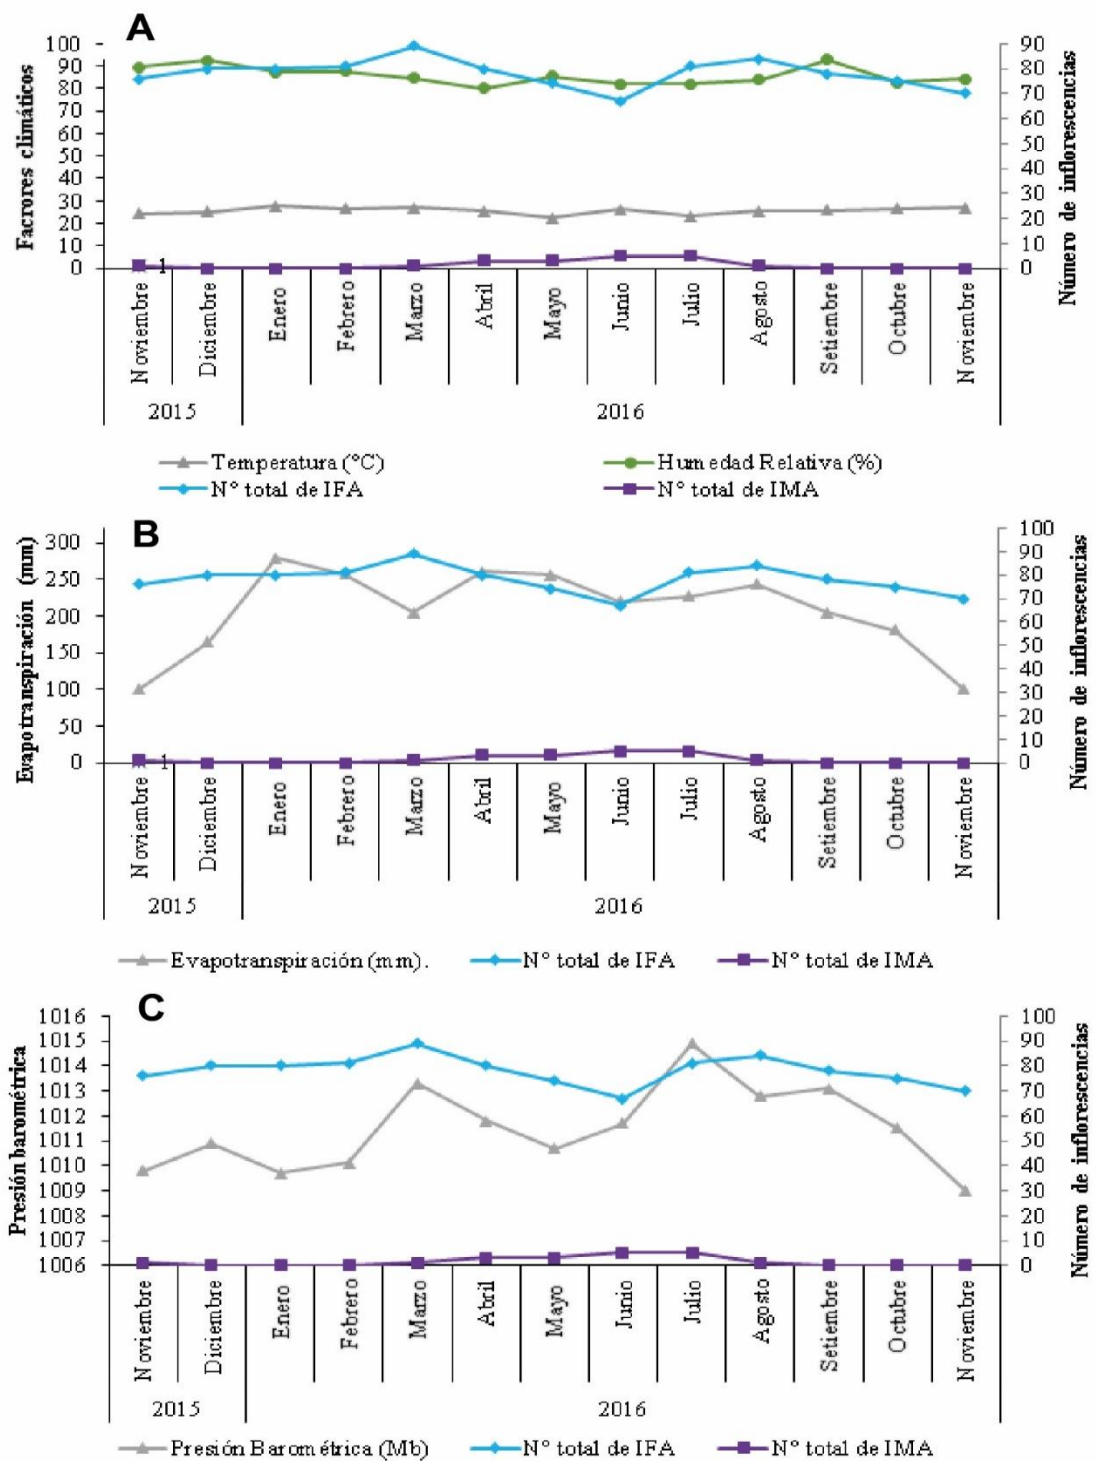 A
Facrores climáticos
100
90
80
70
60
50
40
30
20
10
0
90
80
70
60
50
40
30
20
10
0
Número de inflorescencias
1
Noviembre
Diciembre
Enero
Febrero
Marzo
Abril
Mayo
Junio
Julio
Agosto
Setiembre
Octubre
Noviembre
2015
2016
Temperatura (°C)
Humedad Relativa (%)
N° total de IFA
N° total de IMA
B
Evapotranspiración (mm)
300
250
200
150
100
50
0
100
90
80
70
60
50
40
30
20
10
0
Número de inflorescencias
1
Noviembre
Diciembre
Enero
Febrero
Marzo
Abril
Mayo
Junio
Julio
Agosto
Setiembre
Octubre
Noviembre
2015
2016
Evapotranspiración (mm).
N° total de IFA
N° total de IMA
C
Presión barométrica
1016
1015
1014
1013
1012
1011
1010
1009
1008
1007
1006
100
90
80
70
60
50
40
30
20
10
0
Número de inflorescencias
Noviembre
Diciembre
Enero
Febrero
Marzo
Abril
Mayo
Junio
Julio
Agosto
Setiembre
Octubre
Noviembre
2015
2016
Presión Barométrica (Mb)
N° total de IFA
N° total de IMA